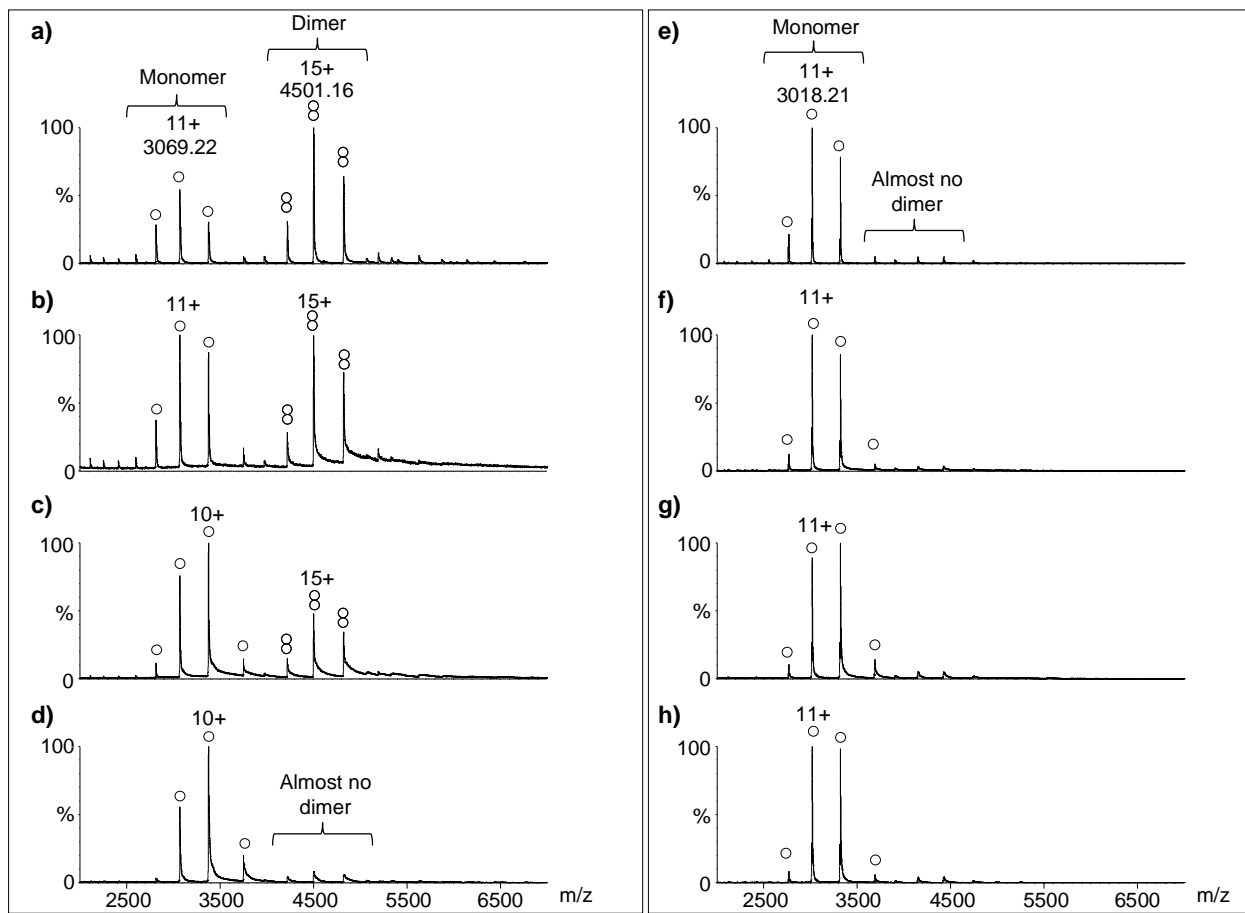 a)
Dimer
15+
4501.16
Monomer
11+
3069.22
100
%
0
b)
11+
15+
100
%
0
c)
10+
15+
100
%
0
d)
10+
Almost no
dimer
100
%
0
2500
3500
4500
5500
6500
m/z
e)
Monomer
11+
3018.21
Almost no
dimer
100
%
0
f)
11+
100
%
0
g)
11+
100
%
0
h)
11+
100
%
0
2500
3500
4500
5500
6500
m/z